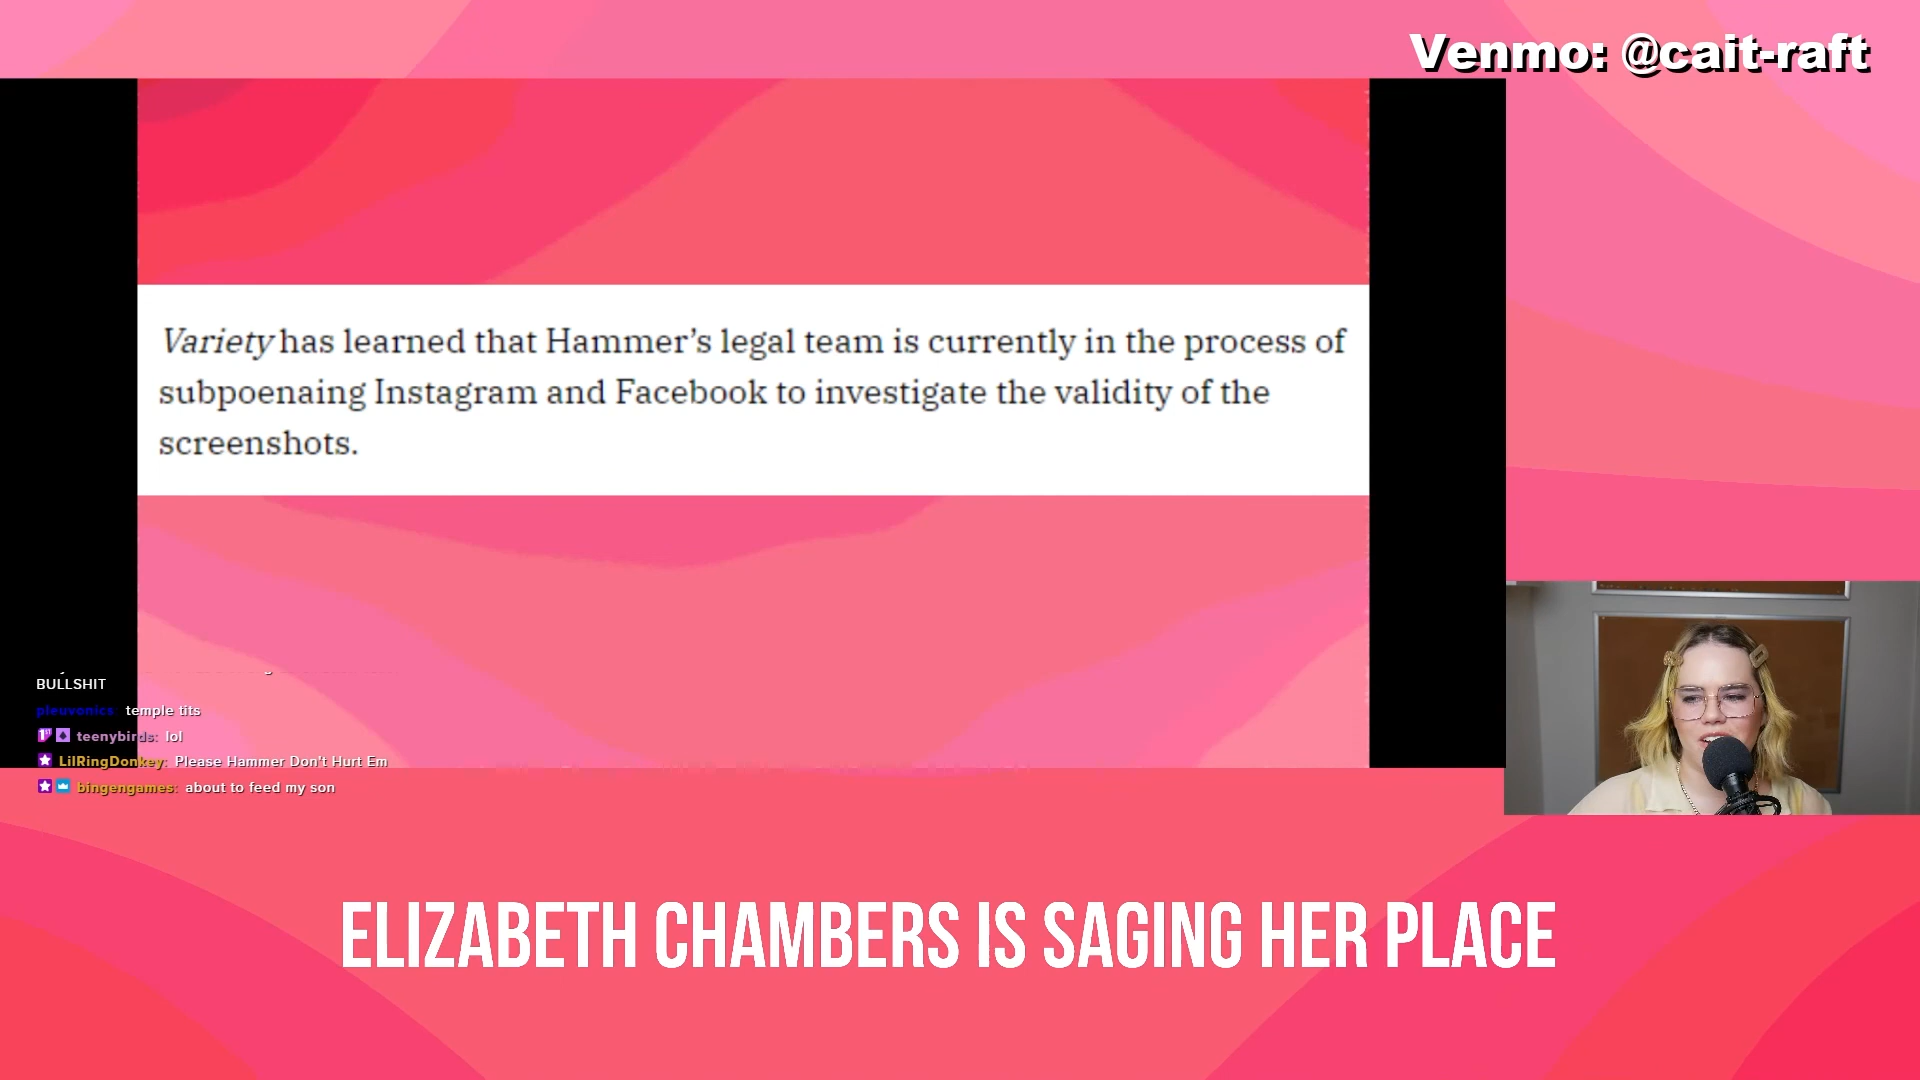 Venmo: @cait-raft
Variety has learned that Hammer’s legal team is currently in the process of
subpoenaing Instagram and Facebook to investigate the validity of the
screenshots.
BULLSHIT
pleuvonics: temple tits
teenybirds: lol
LilRingDonkey: Please Hammer Don't Hurt Em
bingengames: about to feed my son
ELIZABETH CHAMBERS IS SAGING HER PLACE